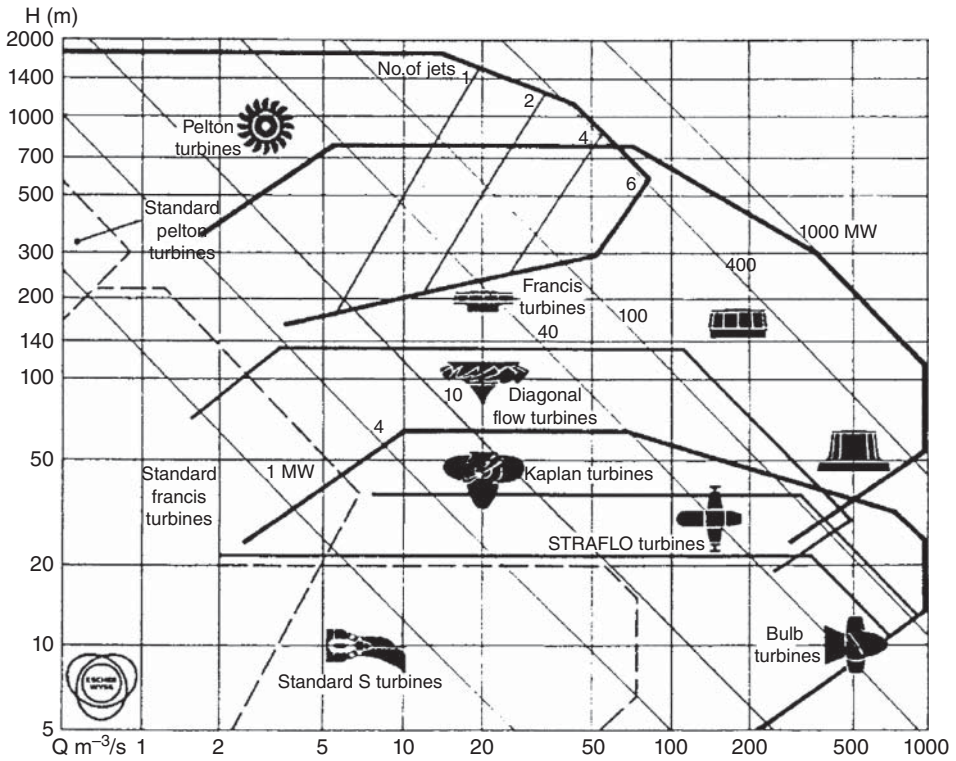 H (m)
2000
1400
1000
700
500
300
200
140
100
50
20
10
5
No.of jets 1
2
4
6
Pelton
turbines
Standard
pelton
turbines
1000 MW
400
Francis
turbines
100
40
10
Diagonal
flow turbines
4
1 MW
Standard
francis
turbines
Kaplan turbines
STRAFLO turbines
Bulb
turbines
Standard S turbines
ESCHER
WYSS
Q m⁻³/s 1 2 5 10 20 50 100 200 500 1000